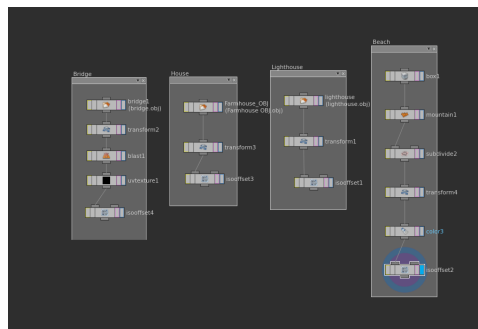 Bridge
bridge1
(bridge.obj)
transform2
blast1
uvtexture1
isooffset4
House
Farmhouse_OBJ
(Farmhouse OBJ.obj)
transform3
isooffset3
Lighthouse
lighthouse
(lighthouse.obj)
transform1
isooffset1
Beach
box1
mountain1
subdivide2
transform4
color3
isooffset2